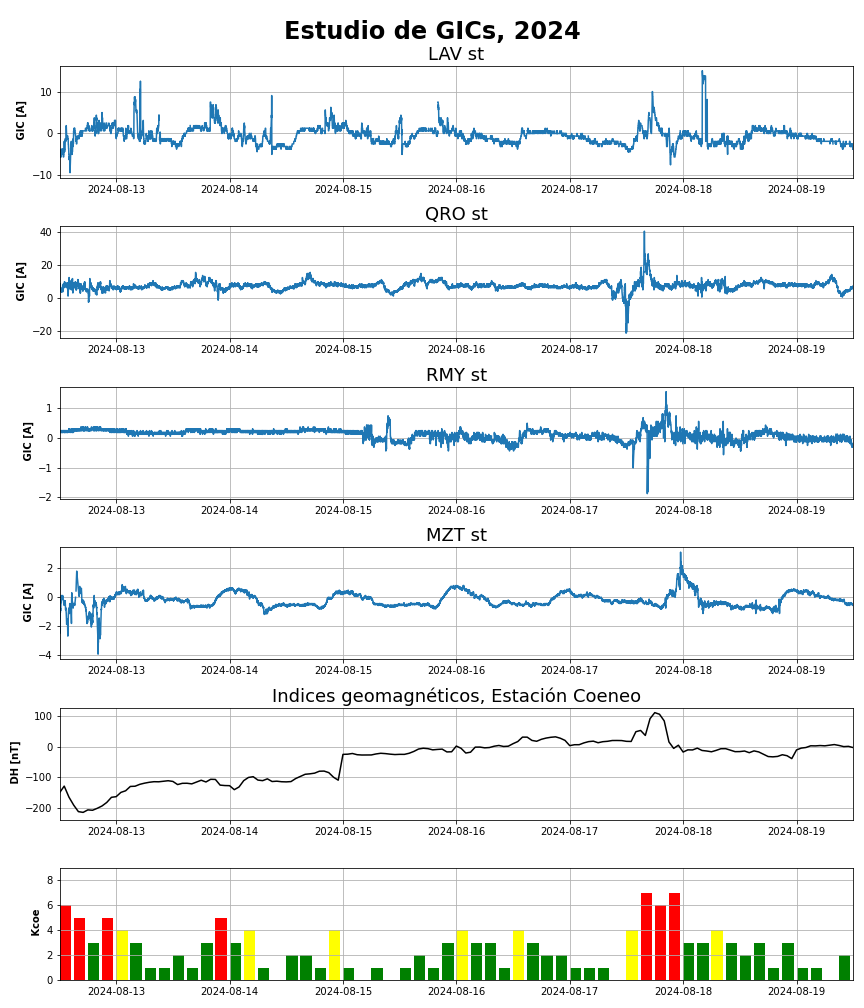 Estudio de GICs, 2024
LAV st
GIC [A]
10
0
−10
2024-08-13 2024-08-14 2024-08-15 2024-08-16 2024-08-17 2024-08-18 2024-08-19
QRO st
GIC [A]
40
20
0
−20
2024-08-13 2024-08-14 2024-08-15 2024-08-16 2024-08-17 2024-08-18 2024-08-19
RMY st
GIC [A]
1
0
−1
−2
2024-08-13 2024-08-14 2024-08-15 2024-08-16 2024-08-17 2024-08-18 2024-08-19
MZT st
GIC [A]
2
0
−2
−4
2024-08-13 2024-08-14 2024-08-15 2024-08-16 2024-08-17 2024-08-18 2024-08-19
Indices geomagnéticos, Estación Coeneo
DH [nT]
100
0
−100
−200
2024-08-13 2024-08-14 2024-08-15 2024-08-16 2024-08-17 2024-08-18 2024-08-19
Kcoe
8
6
4
2
0
2024-08-13 2024-08-14 2024-08-15 2024-08-16 2024-08-17 2024-08-18 2024-08-19